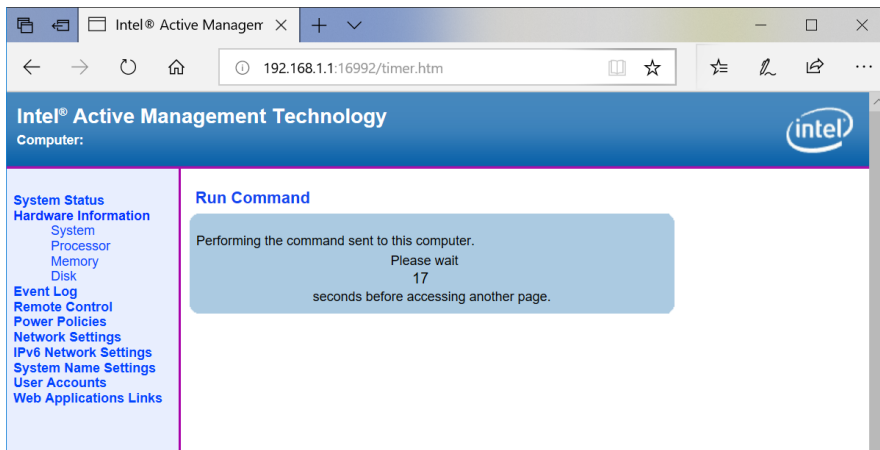 Intel® Active Managem
192.168.1.1:16992/timer.htm
Intel® Active Management Technology
Computer:
intel
System Status
Hardware Information
System
Processor
Memory
Disk
Event Log
Remote Control
Power Policies
Network Settings
IPv6 Network Settings
System Name Settings
User Accounts
Web Applications Links
Run Command
Performing the command sent to this computer.
Please wait
17
seconds before accessing another page.